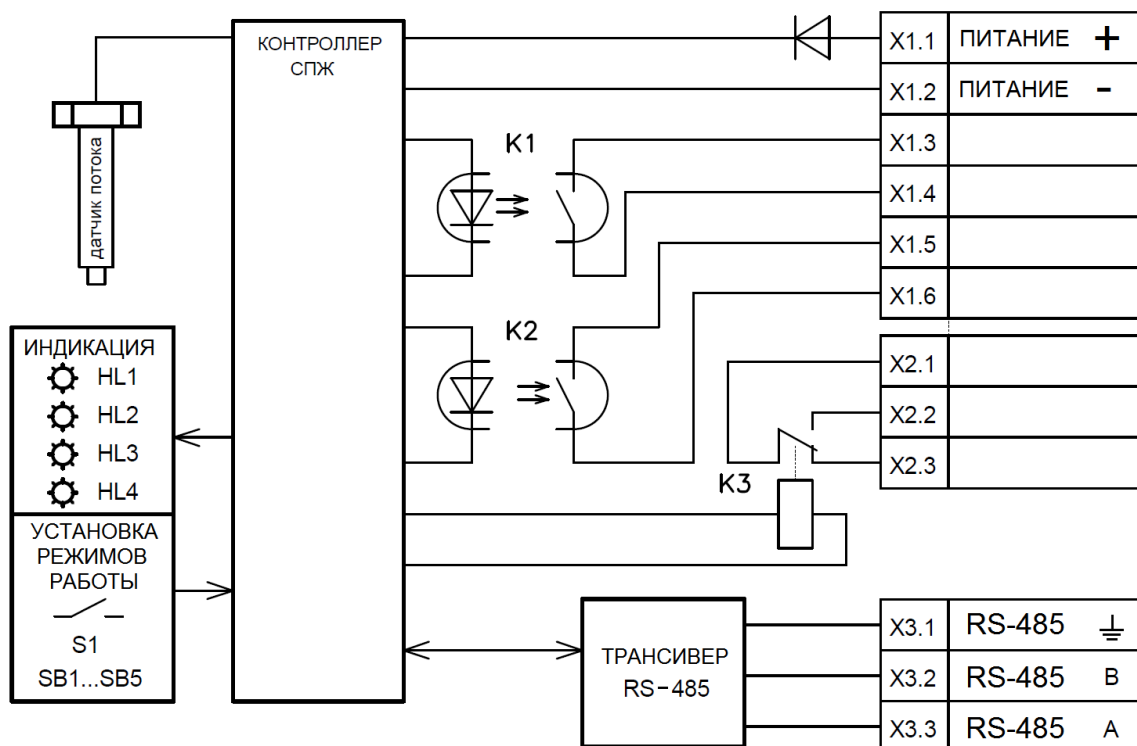 КОНТРОЛЛЕР
СПЖ
датчик потока
ИНДИКАЦИЯ
HL1
HL2
HL3
HL4
УСТАНОВКА
РЕЖИМОВ
РАБОТЫ
S1
SB1...SB5
K1
K2
K3
ТРАНСИВЕР
RS-485
X1.1 ПИТАНИЕ +
X1.2 ПИТАНИЕ -
X1.3
X1.4
X1.5
X1.6
X2.1
X2.2
X2.3
X3.1 RS-485
X3.2 RS-485 B
X3.3 RS-485 A